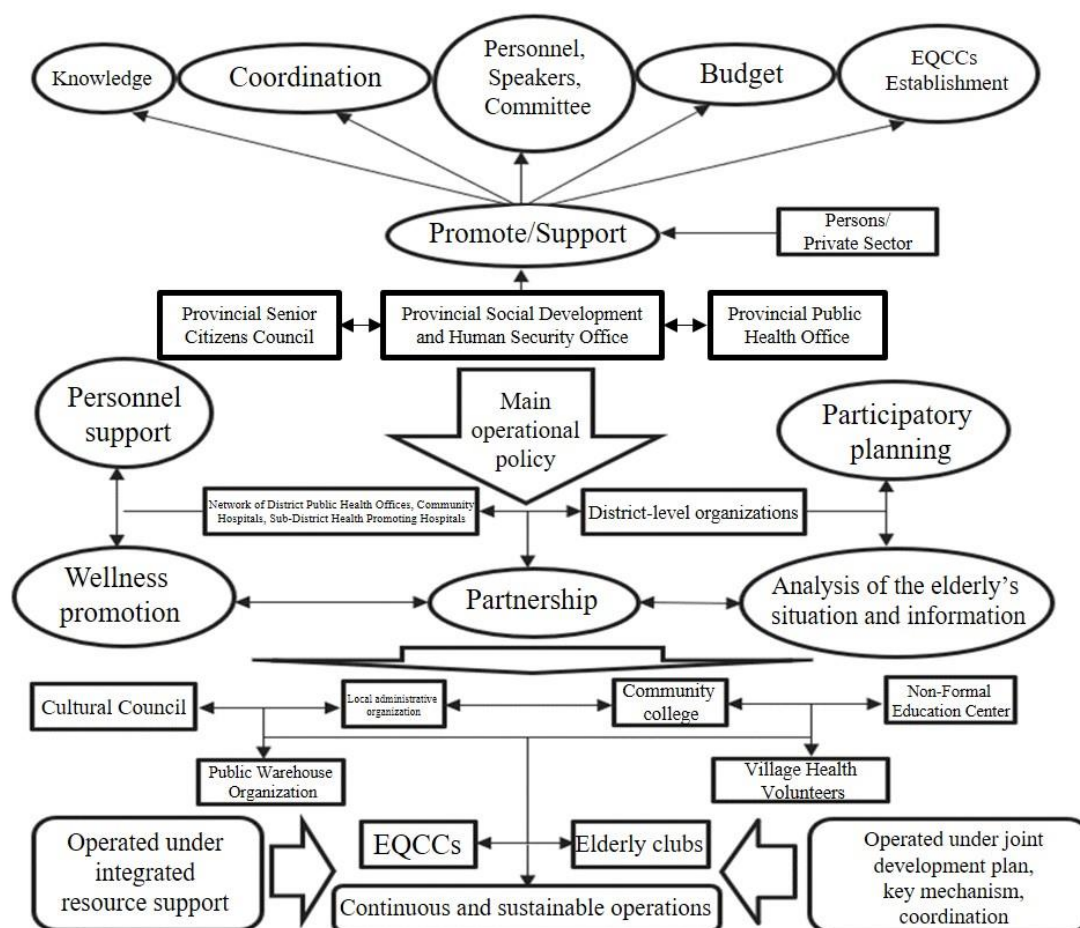 Knowledge
Coordination
Personnel,
Speakers,
Committee
Budget
EQCCs
Establishment
Promote/Support
Persons/
Private Sector
Provincial Senior
Citizens Council
Provincial Social Development
and Human Security Office
Provincial Public
Health Office
Personnel
support
Main
operational
policy
Participatory
planning
Network of District Public Health Offices, Community
Hospitals, Sub-District Health Promoting Hospitals
District-level organizations
Wellness
promotion
Partnership
Analysis of the elderly's
situation and information
Cultural Council
Local administrative
organization
Community
college
Non-Formal
Education Center
Public Warehouse
Organization
Village Health
Volunteers
Operated under
integrated
resource support
EQCCs
Elderly clubs
Operated under joint
development plan,
key mechanism,
coordination
Continuous and sustainable operations